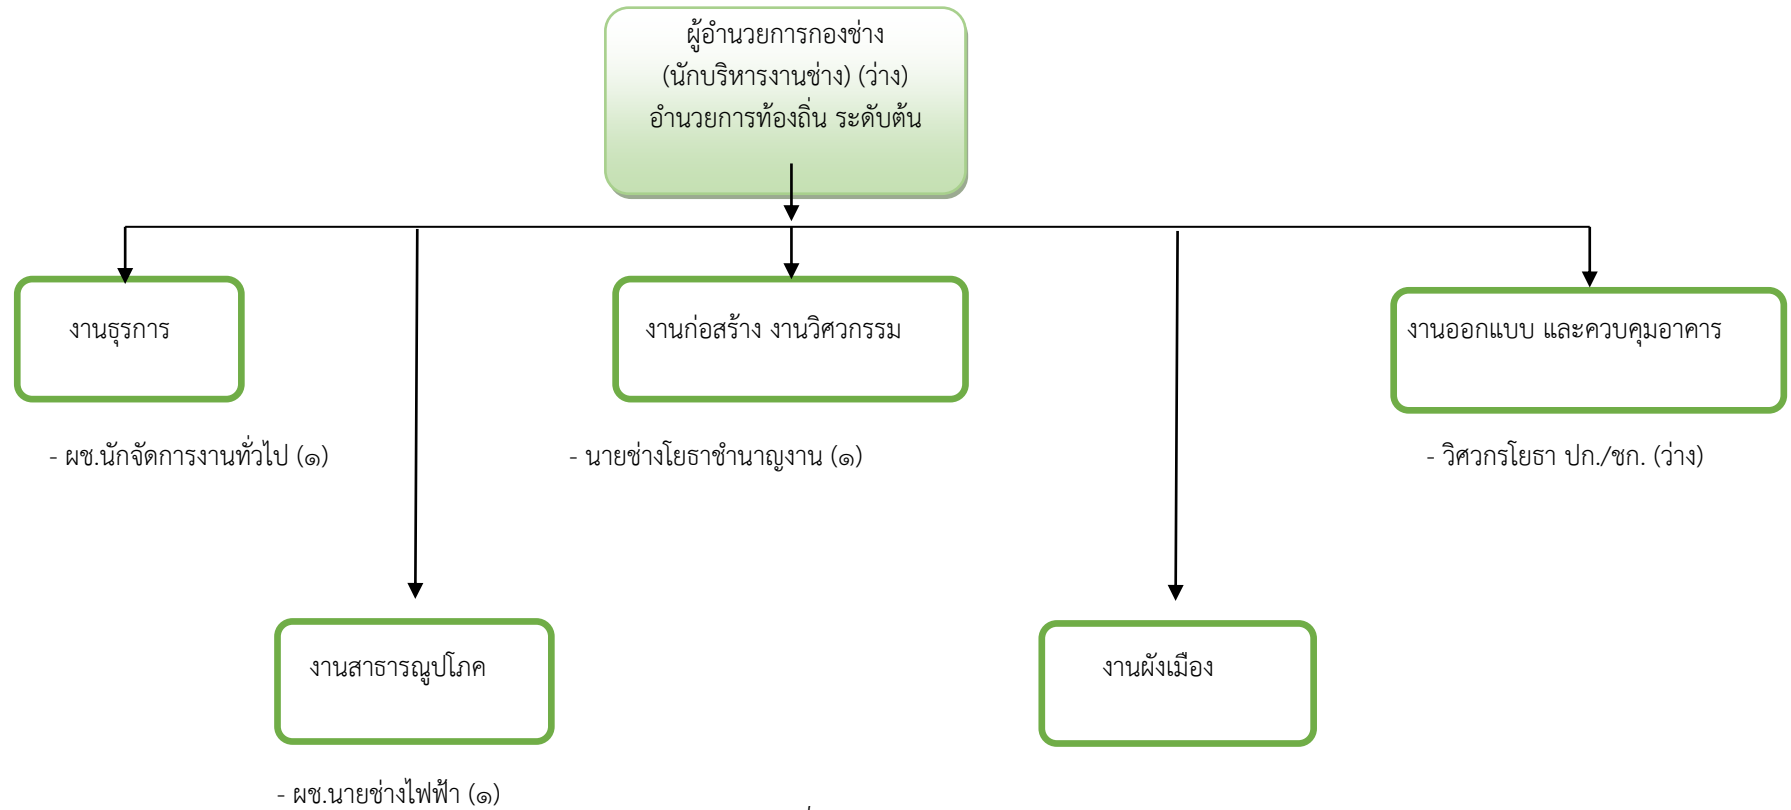 ผู้อำนวยการกองช่าง
(นักบริหารงานช่าง) (ว่าง)
อำนวยการท้องถิ่น ระดับต้น
งานธุรการ
งานก่อสร้าง งานวิศวกรรม
งานออกแบบ และควบคุมอาคาร
- ผช.นักจัดการงานทั่วไป (๑)
- นายช่างโยธาชำนาญงาน (๑)
- วิศวกรโยธา ปก./ชก. (ว่าง)
งานสาธารณูปโภค
งานผังเมือง
- ผช.นายช่างไฟฟ้า (๑)